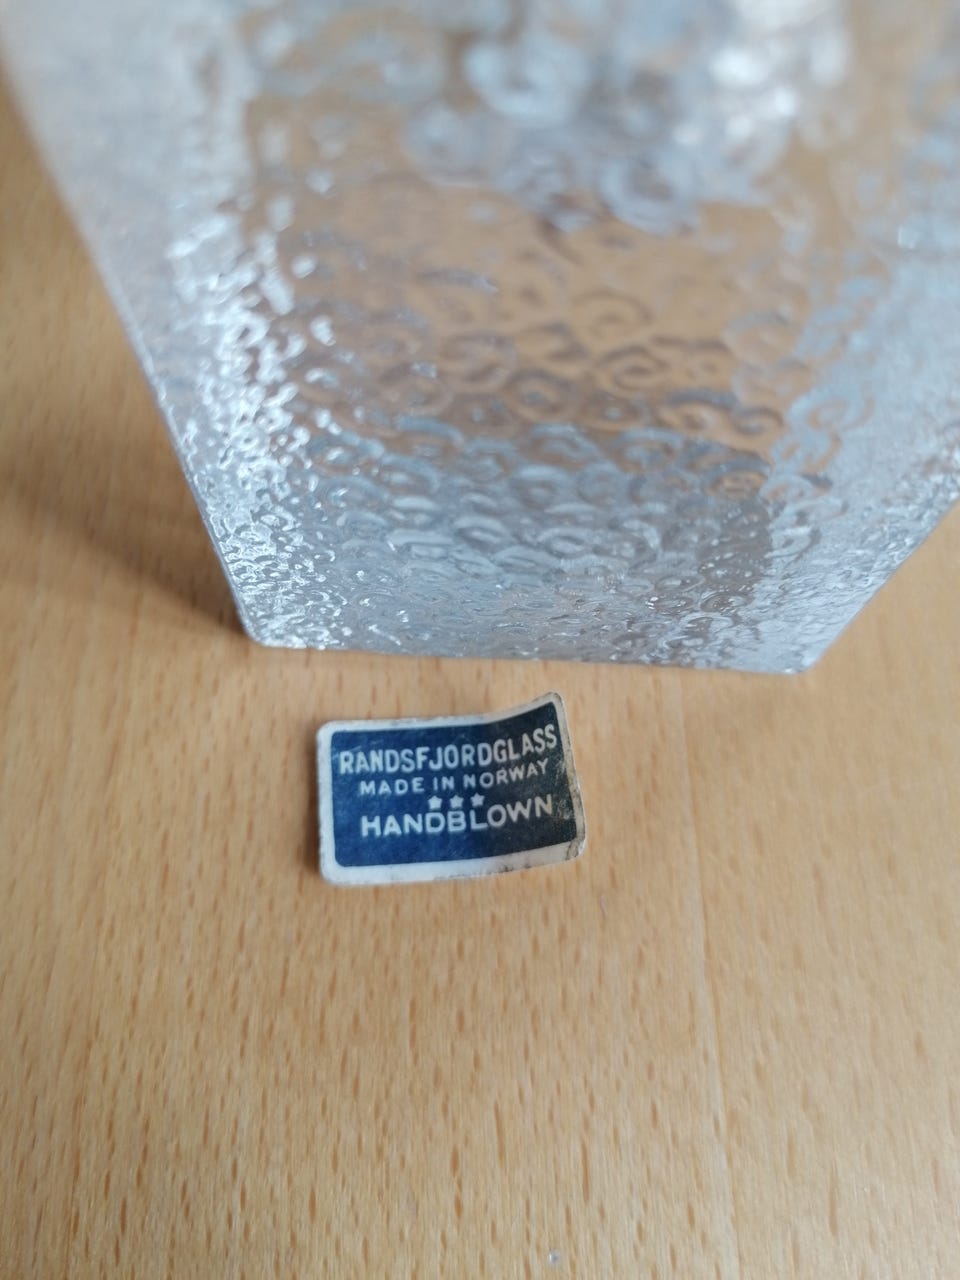 RANDSFJORDGLASS
MADE IN NORWAY
★★★
HANDBLOWN